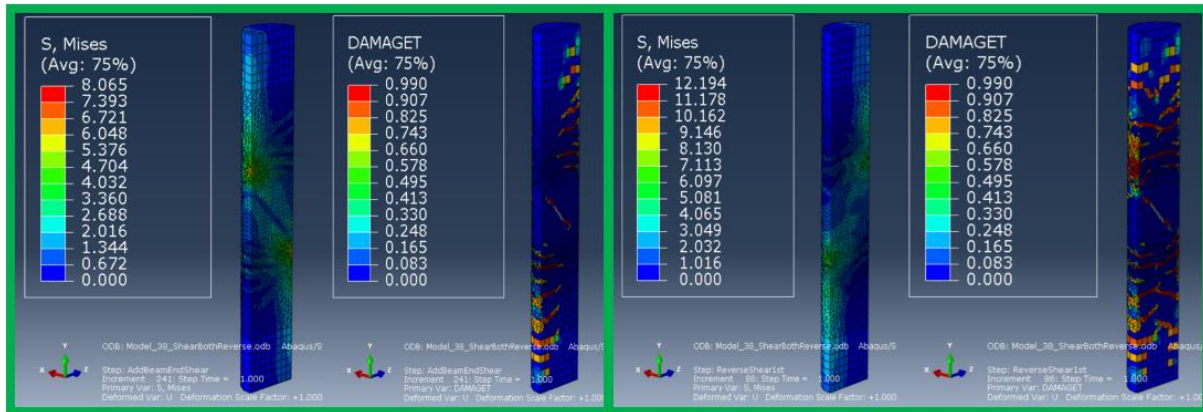 S, Mises
(Avg: 75%)
8.065
7.393
6.721
6.048
5.376
4.704
4.032
3.360
2.688
2.016
1.344
0.672
0.000
Y
X
Z
ODB: Model_38_ShearBothReverse.odb Abaqus/S
Step: AddBeamEndShear
Increment 241: Step Time = 1.000
Primary Var: S, Mises
Deformed Var: U Deformation Scale Factor: +1.000
DAMAGET
(Avg: 75%)
0.990
0.907
0.825
0.743
0.660
0.578
0.495
0.413
0.330
0.248
0.165
0.083
0.000
Y
X
Z
Step: AddBeamEndShear
Increment 241: Step Time = 1.000
Primary Var: DAMAGET
Deformed Var: U Deformation Scale Factor: +1.000
S, Mises
(Avg: 75%)
12.194
11.178
10.162
9.146
8.130
7.113
6.097
5.081
4.065
3.049
2.032
1.016
0.000
Y
X
Z
ODB: Model_38_ShearBothReverse.odb Abaqus/S
Step: ReverseShear1st
Increment 86: Step Time = 1.000
Primary Var: S, Mises
Deformed Var: U Deformation Scale Factor: +1.000
DAMAGET
(Avg: 75%)
0.990
0.907
0.825
0.743
0.660
0.578
0.495
0.413
0.330
0.248
0.165
0.083
0.000
Y
X
Z
ODB: Model_38_ShearBothReverse.odb Abaqus/S
Step: ReverseShear1st
Increment 86: Step Time = 1.000
Primary Var: DAMAGET
Deformed Var: U Deformation Scale Factor: +1.000